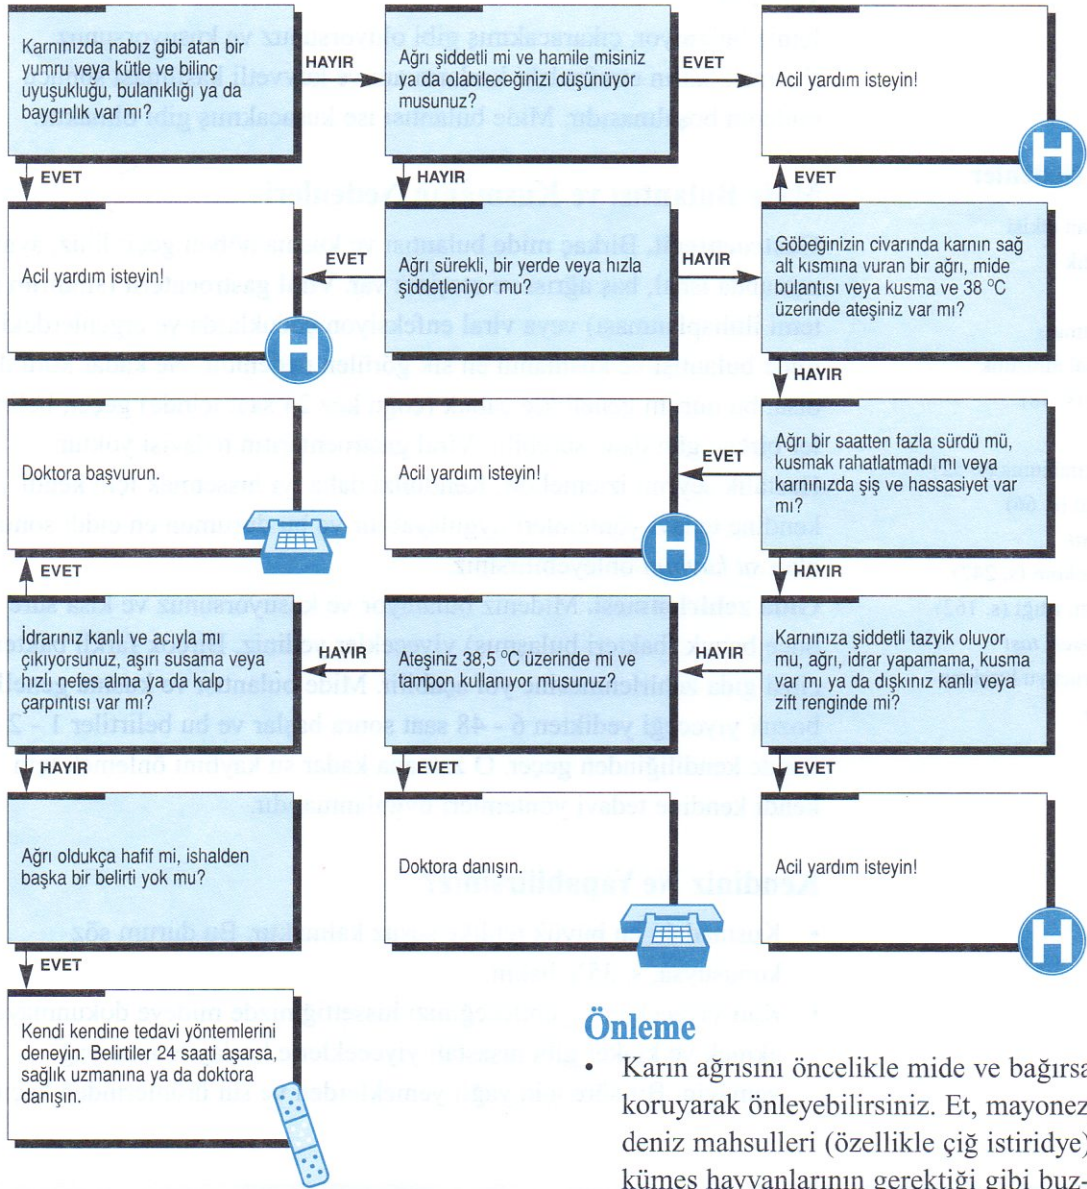 Karnınızda nabız gibi atan bir
yumru veya kütle ve bilinç
uyuşukluğu, bulanıklığı ya da
baygınlık var mı?
HAYIR
Ağrı şiddetli mi ve hamile misiniz
ya da olabileceğinizi düşünüyor
musunuz?
EVET
Acil yardım isteyin!
H
EVET
HAYIR
EVET
Acil yardım isteyin!
H
EVET
Ağrı sürekli, bir yerde veya hızla
şiddetleniyor mu?
HAYIR
Göbeğinizin civarında karnın sağ
alt kısmına vuran bir ağrı, mide
bulantısı veya kusma ve 38 °C
üzerinde ateşiniz var mı?
HAYIR
Doktora başvurun.
Acil yardım isteyin!
H
EVET
Ağrı bir saatten fazla sürdü mü,
kusmak rahatlatmadı mı veya
karnınızda şiş ve hassasiyet var
mı?
EVET
HAYIR
İdrarınız kanlı ve acıyla mı
çıkıyorsunuz, aşırı susama veya
hızlı nefes alma ya da kalp
çarpıntısı var mı?
HAYIR
Ateşiniz 38,5 °C üzerinde mi ve
tampon kullanıyor musunuz?
HAYIR
Karnınıza şiddetli tazyik oluyor
mu, ağrı, idrar yapamama, kusma
var mı ya da dışkınız kanlı veya
zift renginde mi?
HAYIR
EVET
EVET
Ağrı oldukça hafif mi, ishalden
başka bir belirti yok mu?
Doktora danışın.
Acil yardım isteyin!
H
EVET
Kendi kendine tedavi yöntemlerini
deneyin. Belirtiler 24 saati aşarsa,
sağlık uzmanına ya da doktora
danışın.
Önleme
• Karın ağrısını öncelikle mide ve bağırsa
koruyarak önleyebilirsiniz. Et, mayonez
deniz mahsulleri (özellikle çiğ istiridye)
kümes hayvanlarının gerektiği gibi buz-